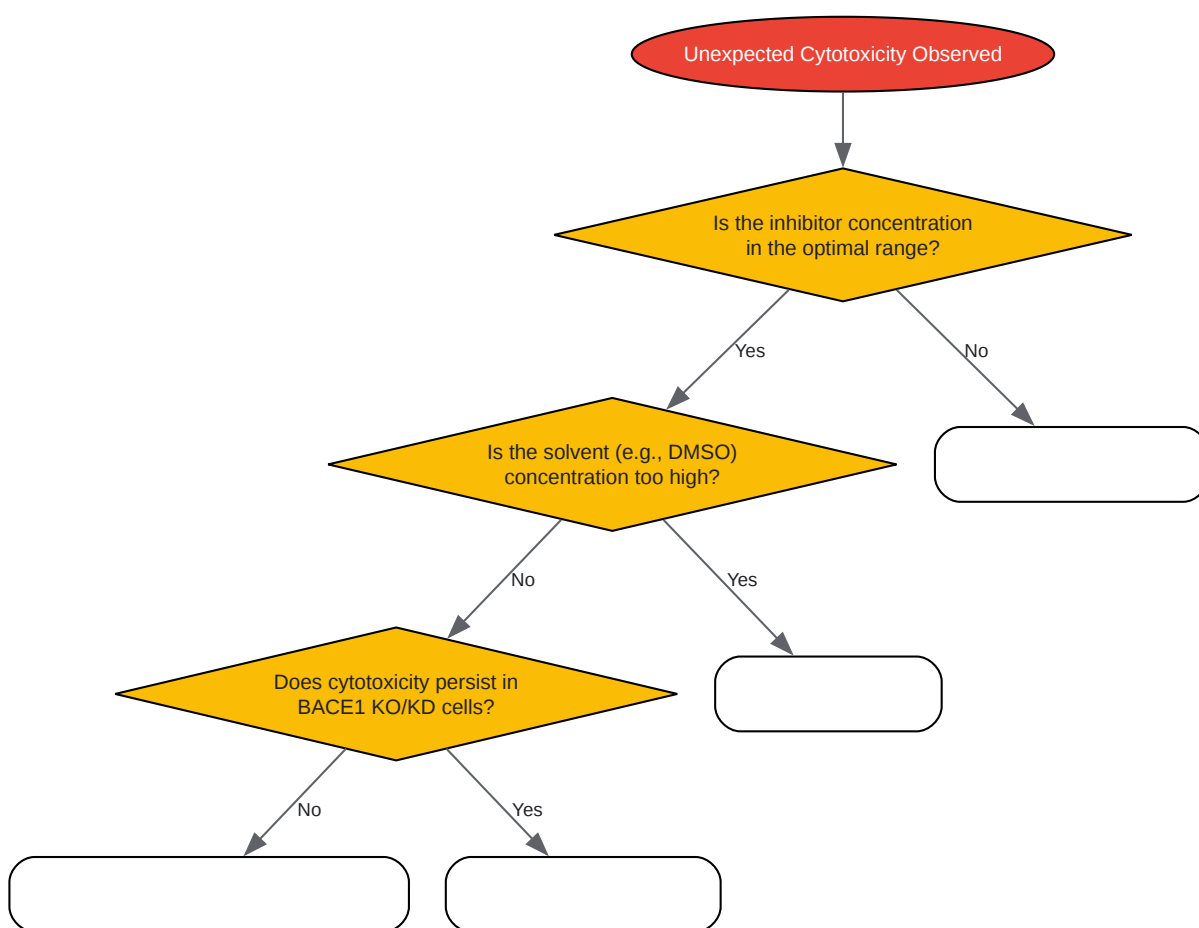 Unexpected Cytotoxicity Observed
Is the inhibitor concentration
in the optimal range?
Yes
No
Is the solvent (e.g., DMSO)
concentration too high?
No
Yes
Does cytotoxicity persist in
BACE1 KO/KD cells?
No
Yes